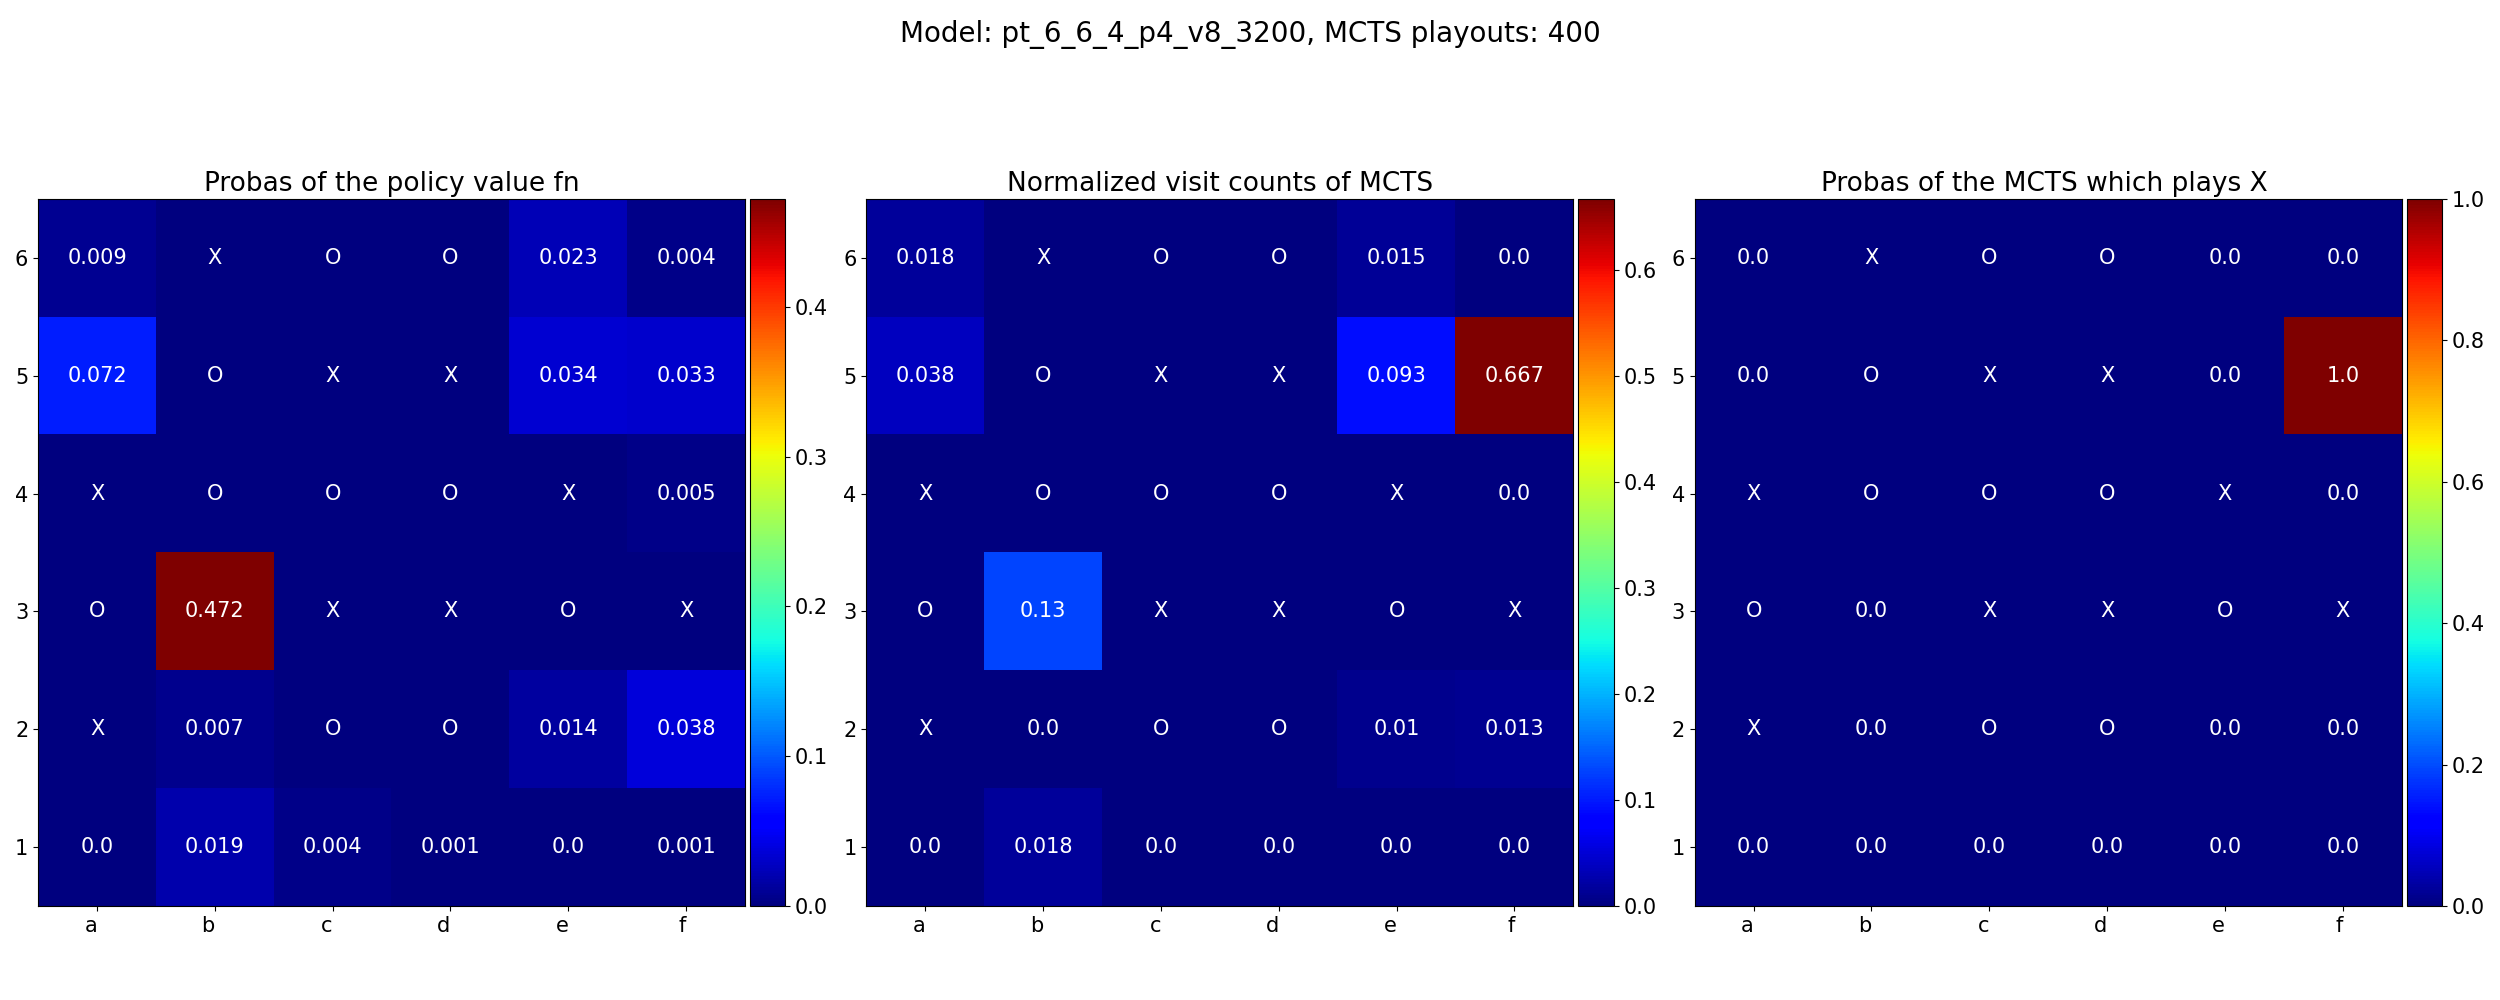 Model: pt_6_6_4_p4_v8_3200, MCTS playouts: 400
Probas of the policy value fn
6 0.009 X O O 0.023 0.004
5 0.072 O X X 0.034 0.033
4 X O O O X 0.005
3 O 0.472 X X O X
2 X 0.007 O O 0.014 0.038
1 0.0 0.019 0.004 0.001 0.0 0.001
a b c d e f
0.4
0.3
0.2
0.1
0.0
Normalized visit counts of MCTS
6 0.018 X O O 0.015 0.0
5 0.038 O X X 0.093 0.667
4 X O O O X 0.0
3 O 0.13 X X O X
2 X 0.0 O O 0.01 0.013
1 0.0 0.018 0.0 0.0 0.0 0.0
a b c d e f
0.6
0.5
0.4
0.3
0.2
0.1
0.0
Probas of the MCTS which plays X
6 0.0 X O O 0.0 0.0
5 0.0 O X X 0.0 1.0
4 X O O O X 0.0
3 O 0.0 X X O X
2 X 0.0 O O 0.0 0.0
1 0.0 0.0 0.0 0.0 0.0 0.0
a b c d e f
1.0
0.8
0.6
0.4
0.2
0.0